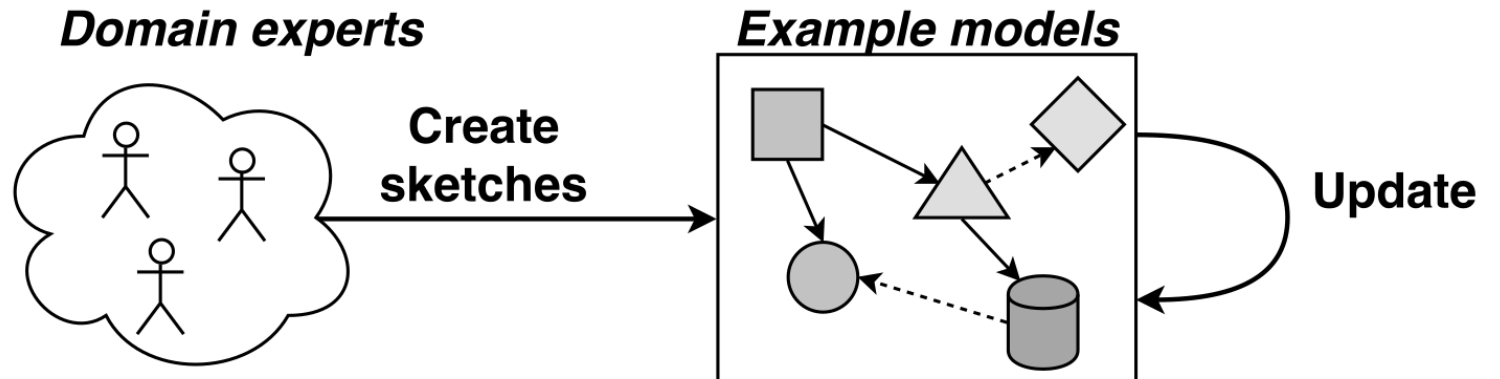 Domain experts
Example models
Create
sketches
Update